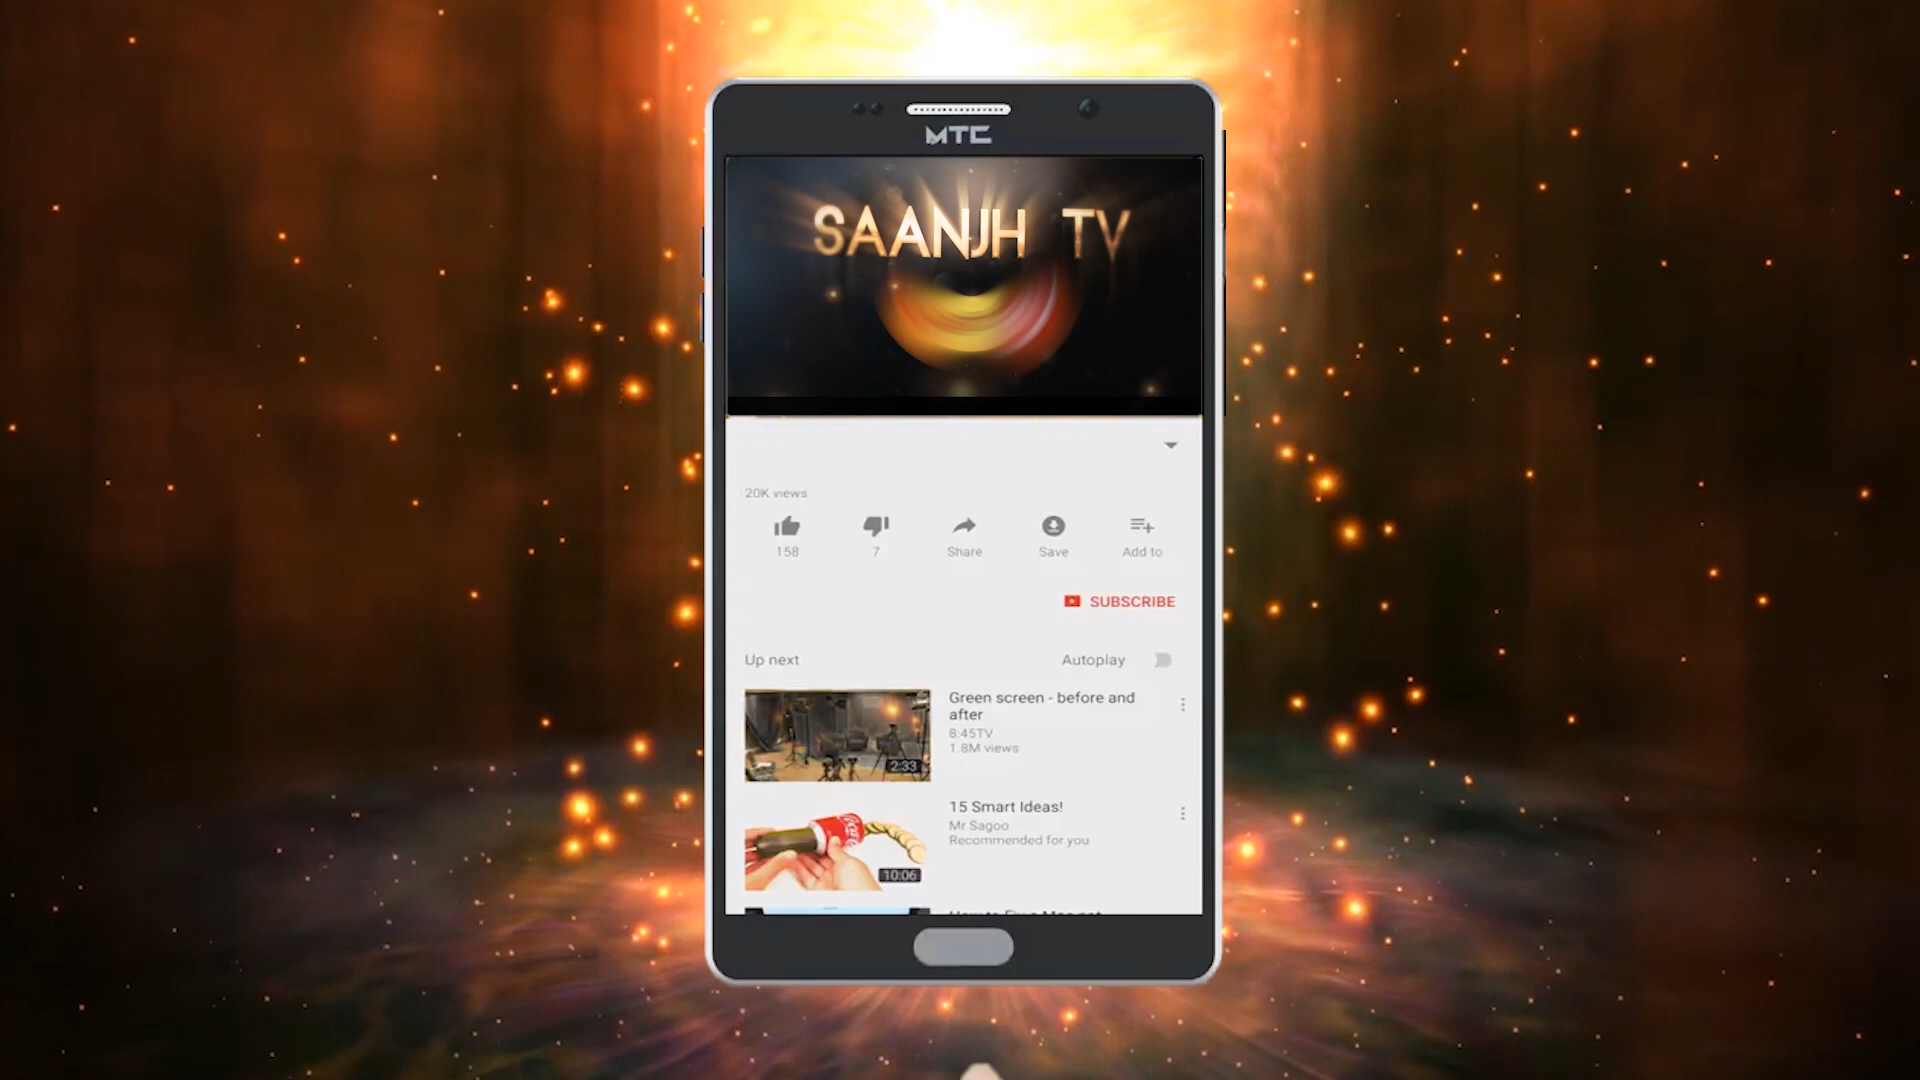 MTC
SAANJH TV
20K views
158
7
Share
Save
Add to
SUBSCRIBE
Up next
Autoplay
Green screen - before and
after
8:45TV
1.8M views
2:33
15 Smart Ideas!
Mr Sagoo
Recommended for you
Coca
10:06